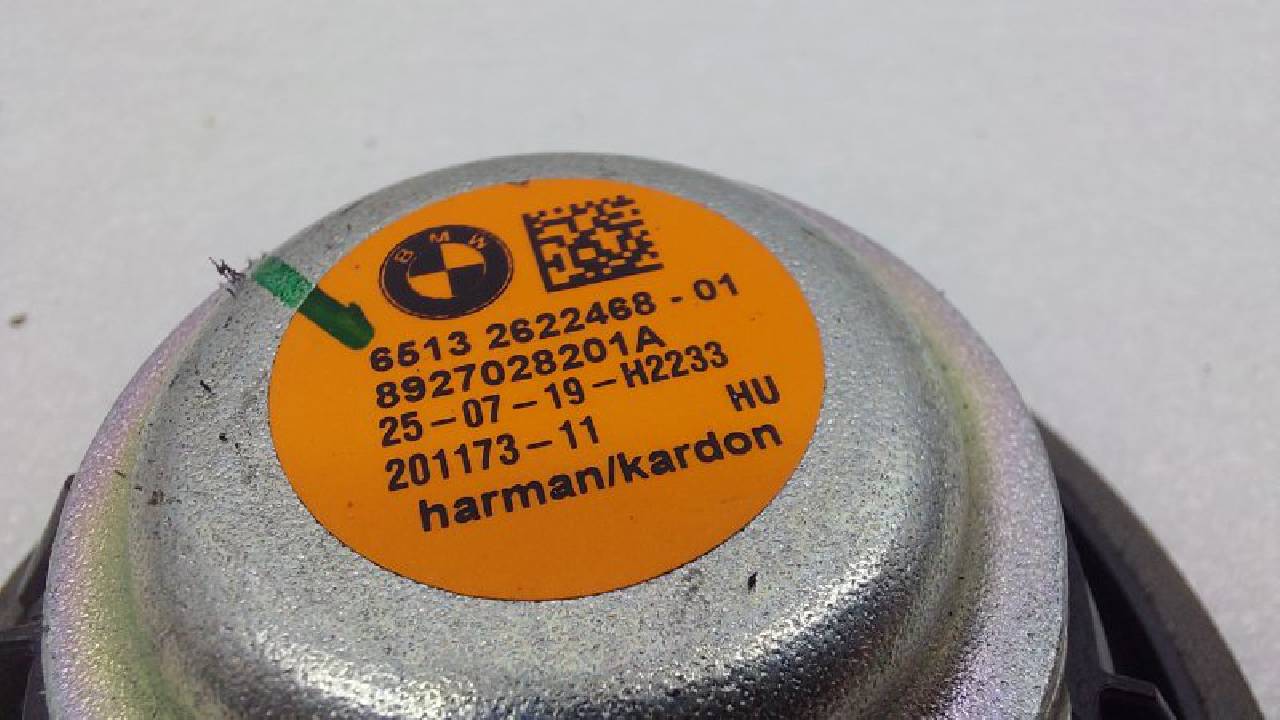 BMW
6513 2622468 - 01
8927028201A
25-07-19-H2233
201173-11 HU
harman/kardon